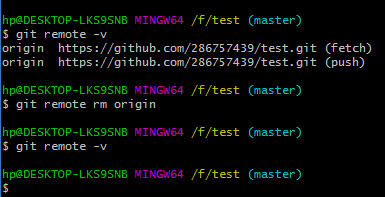 hp@DESKTOP-LKS9SNB MINGW64 /f/test (master)
$ git remote -v
origin  https://github.com/286757439/test.git (fetch)
origin  https://github.com/286757439/test.git (push)
hp@DESKTOP-LKS9SNB MINGW64 /f/test (master)
$ git remote rm origin
hp@DESKTOP-LKS9SNB MINGW64 /f/test (master)
$ git remote -v
hp@DESKTOP-LKS9SNB MINGW64 /f/test (master)
$